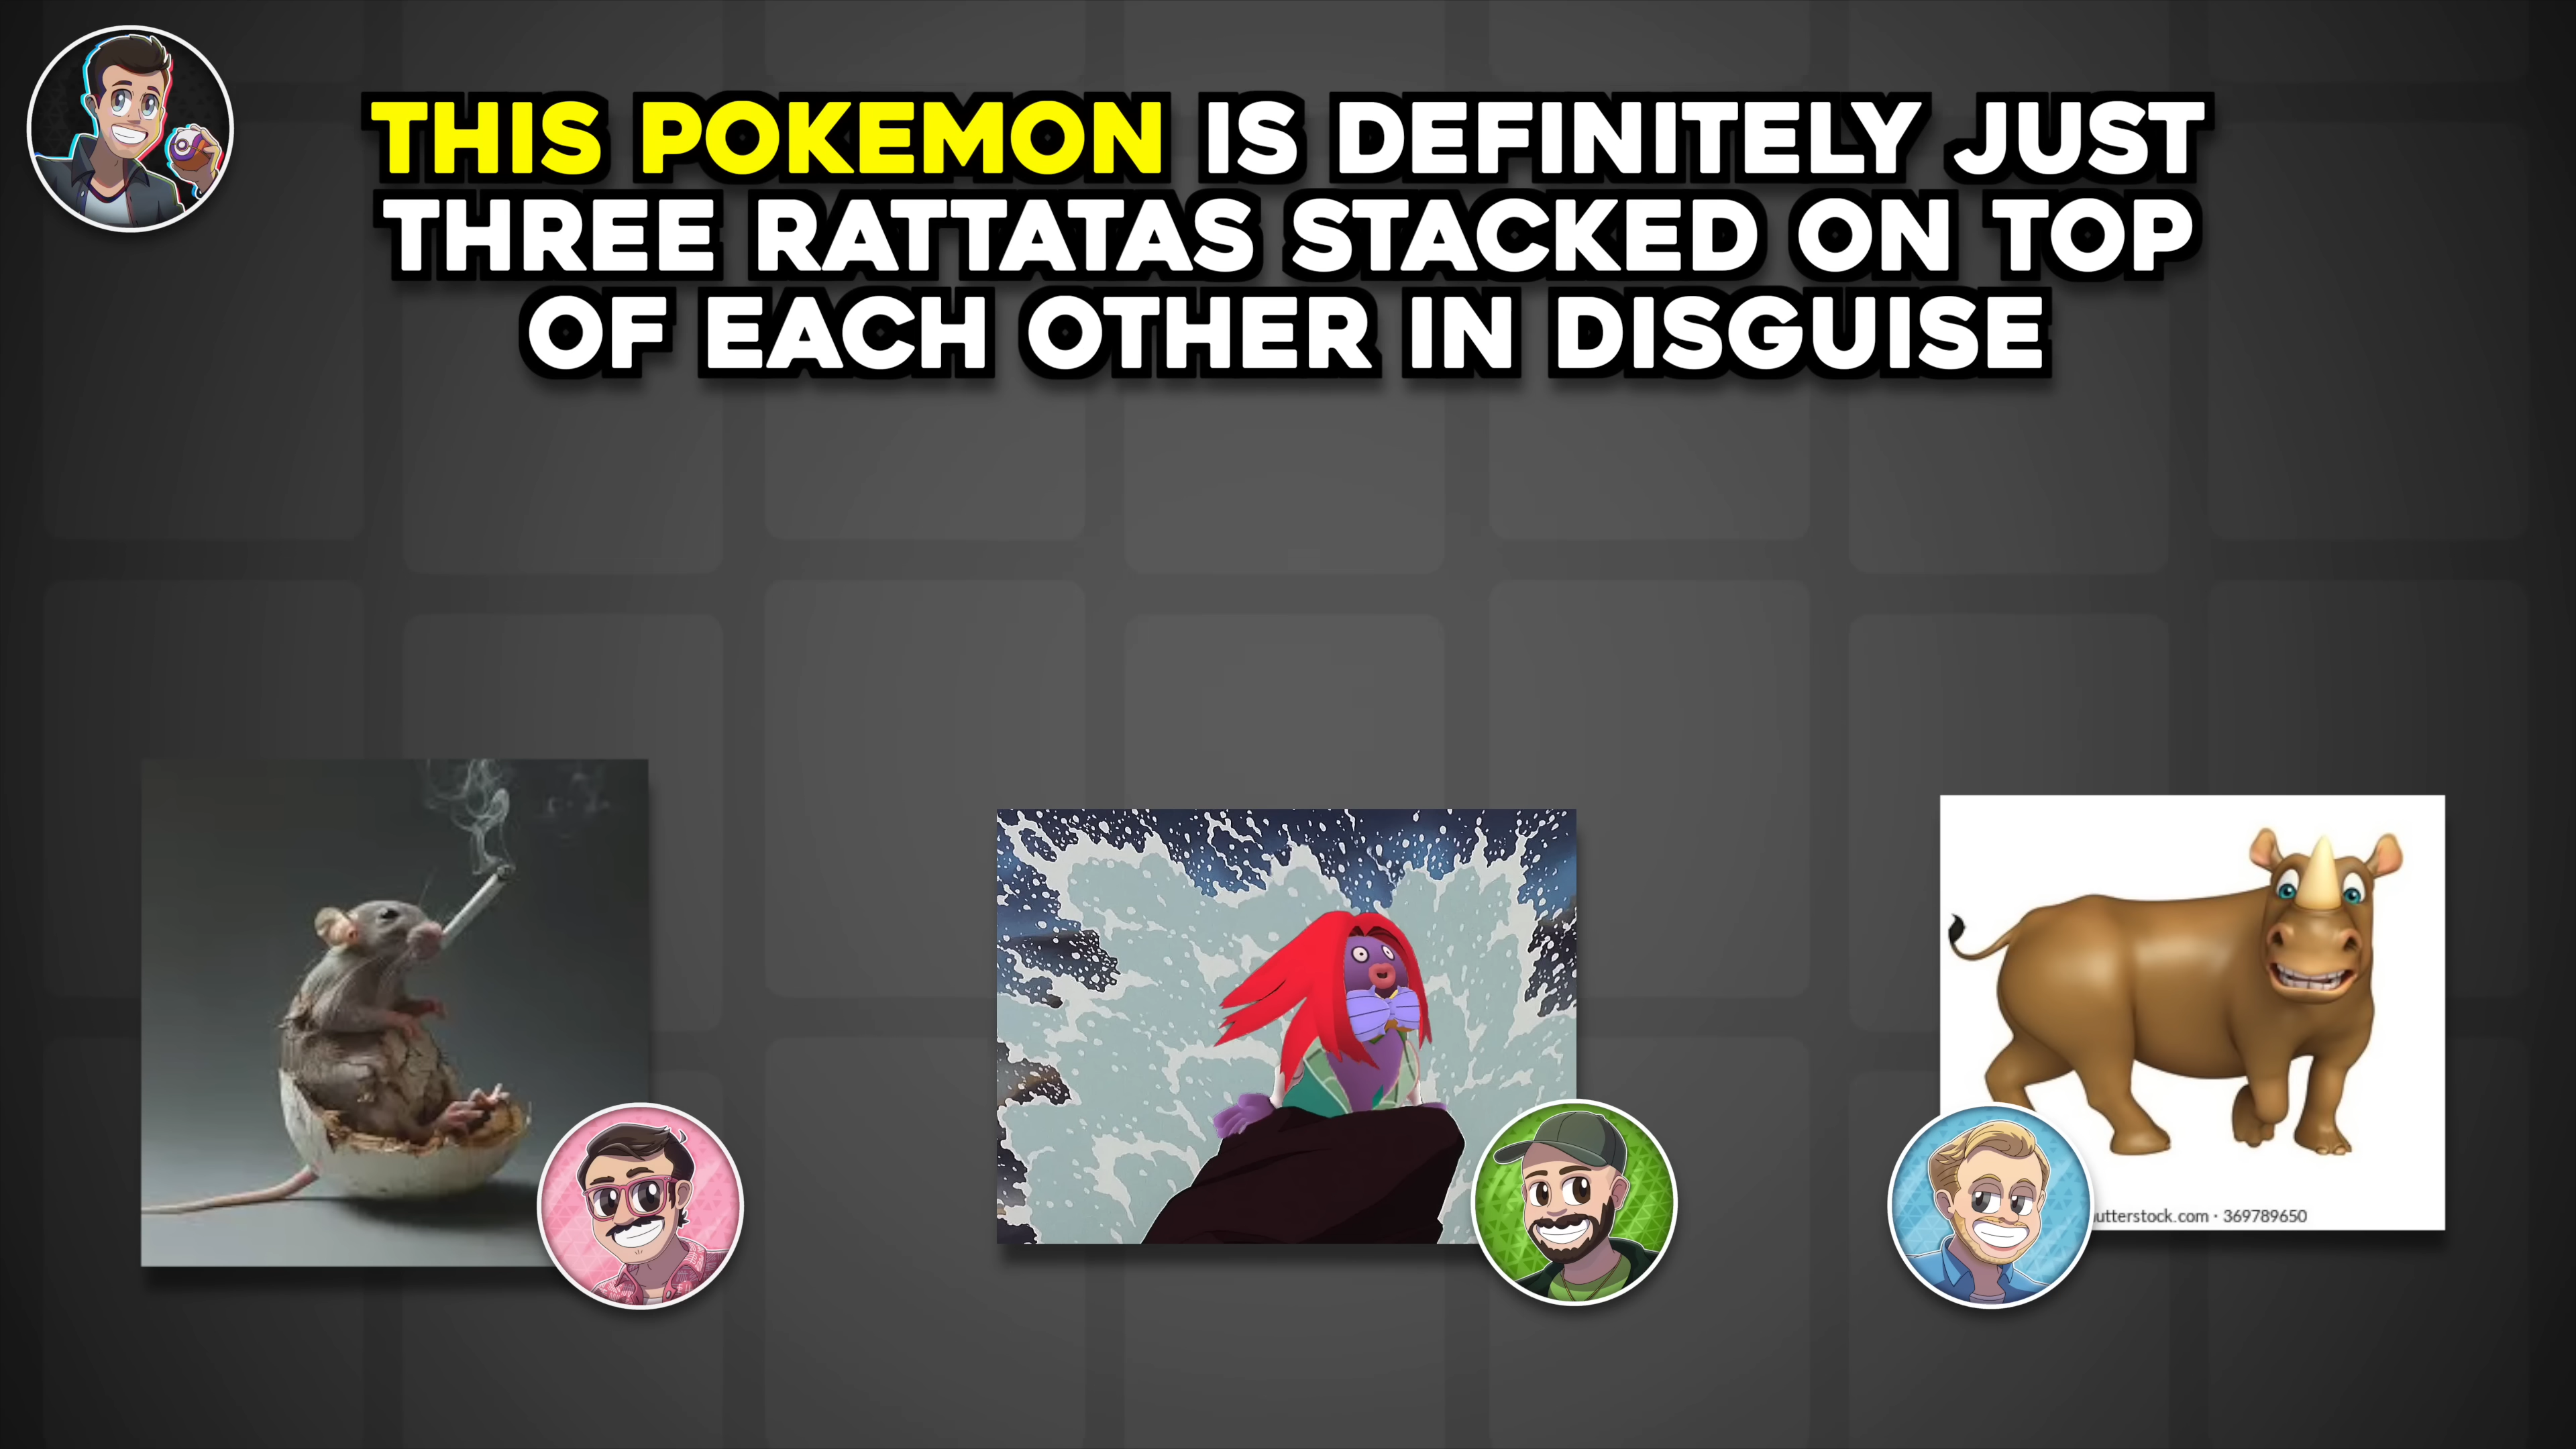 THIS POKEMON IS DEFINITELY JUST
THREE RATTATAS STACKED ON TOP
OF EACH OTHER IN DISGUISE
utterstock.com · 369789650